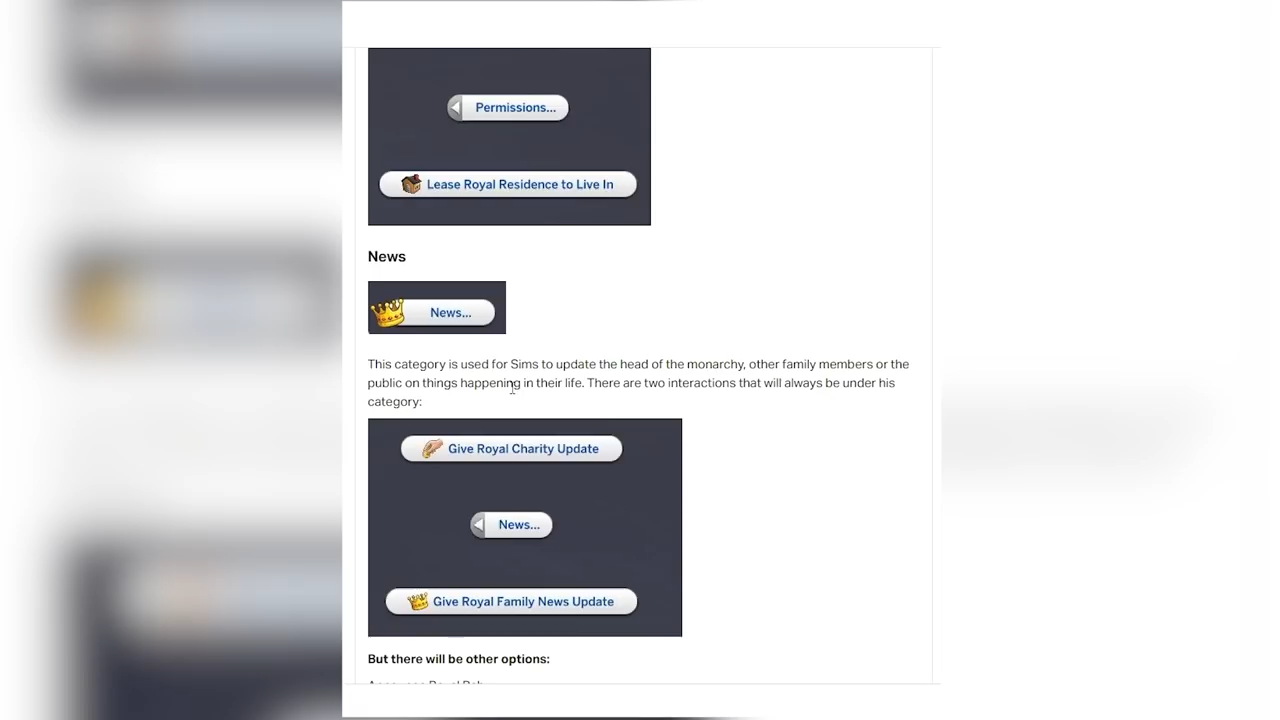 Permissions...
Lease Royal Residence to Live In
News
News...
This category is used for Sims to update the head of the monarchy, other family members or the
public on things happening in their life. There are two interactions that will always be under his
category:
Give Royal Charity Update
News...
Give Royal Family News Update
But there will be other options: